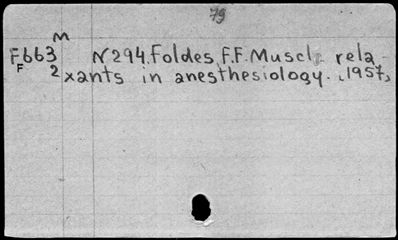 79
M
F663 N294. Foldes, F.F. Muscle rela
F 2 xants in anesthesiology. 1957,